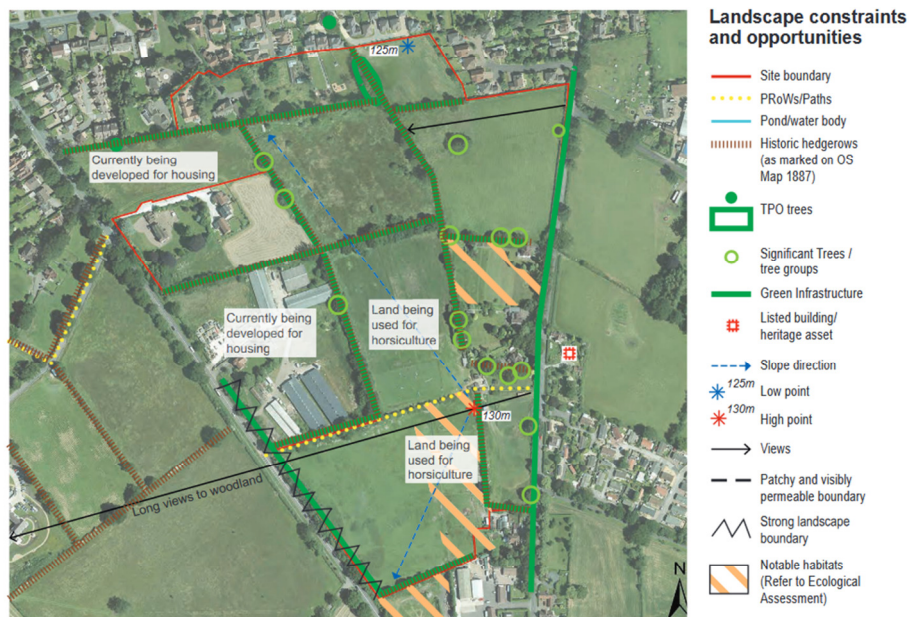 Landscape constraints
and opportunities
Site boundary
PRoWs/Paths
Pond/water body
Historic hedgerows
(as marked on OS
Map 1887)
TPO trees
Significant Trees /
tree groups
Green Infrastructure
Listed building/
heritage asset
Slope direction
125m
Low point
130m
High point
Views
Patchy and visibly
permeable boundary
Strong landscape
boundary
Notable habitats
(Refer to Ecological
Assessment)
125m
Currently being
developed for housing
Currently being
developed for
housing
Land being
used for
horsiculture
130m
Land being
used for
horsiculture
Long views to woodland
N